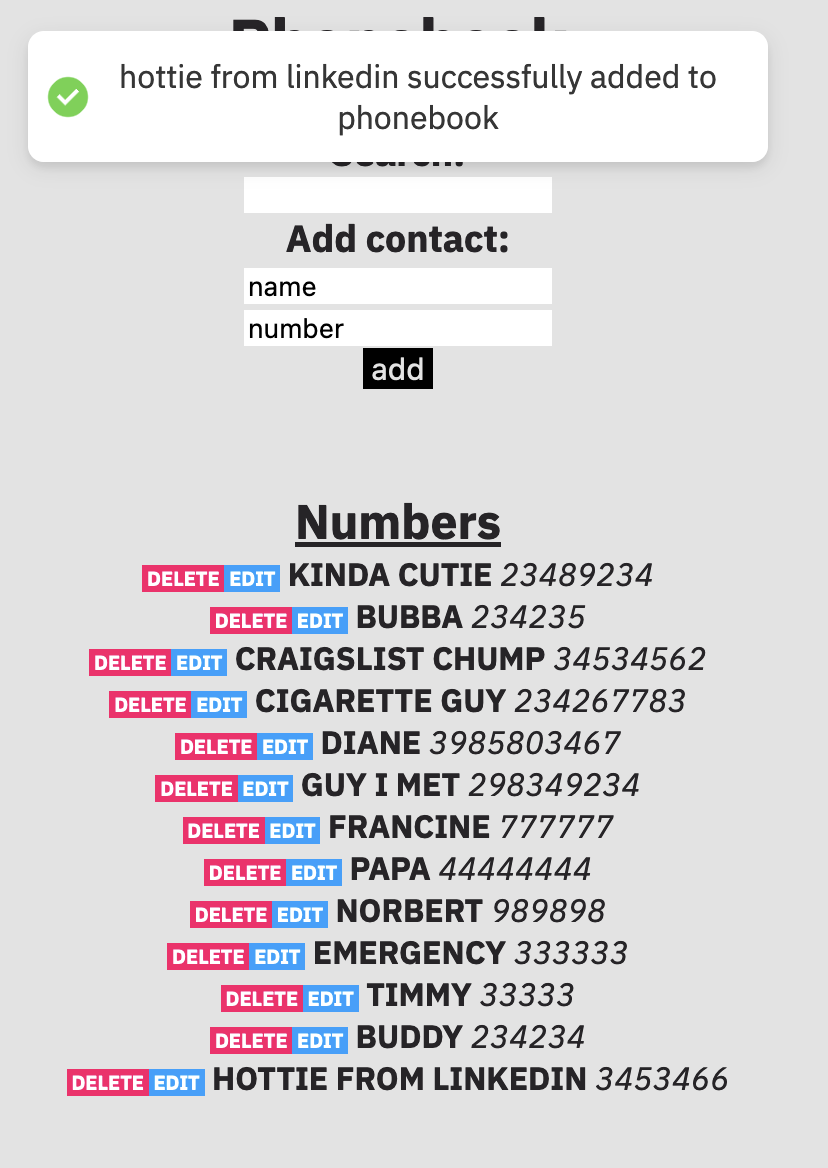 Phonebook
hottie from linkedin successfully added to
phonebook
Search:
Add contact:
name
number
add
Numbers
DELETE EDIT KINDA CUTIE 23489234
DELETE EDIT BUBBA 234235
DELETE EDIT CRAIGSLIST CHUMP 34534562
DELETE EDIT CIGARETTE GUY 234267783
DELETE EDIT DIANE 3985803467
DELETE EDIT GUY I MET 298349234
DELETE EDIT FRANCINE 777777
DELETE EDIT PAPA 44444444
DELETE EDIT NORBERT 989898
DELETE EDIT EMERGENCY 333333
DELETE EDIT TIMMY 33333
DELETE EDIT BUDDY 234234
DELETE EDIT HOTTIE FROM LINKEDIN 3453466